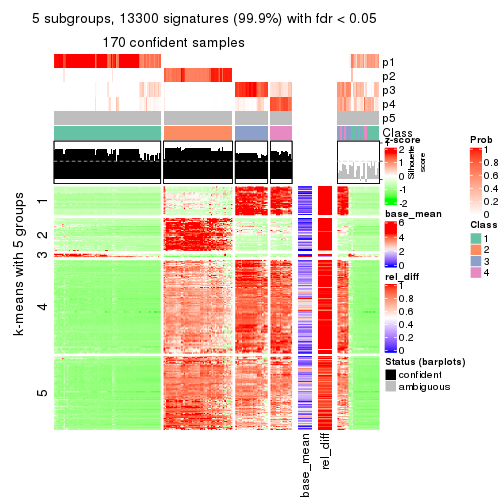 5 subgroups, 13300 signatures (99.9%) with fdr < 0.05
170 confident samples
p1
p2
p3
p4
p5
Class
Silhouette
score
k-means with 5 groups
1
2
3
4
5
base_mean
rel_diff
z-score
2
1
0
-1
-2
base_mean
6
4
2
0
rel_diff
1
0.8
0.6
0.4
0.2
0
Status (barplots)
confident
ambiguous
Prob
1
0.8
0.6
0.4
0.2
0
Class
1
2
3
4